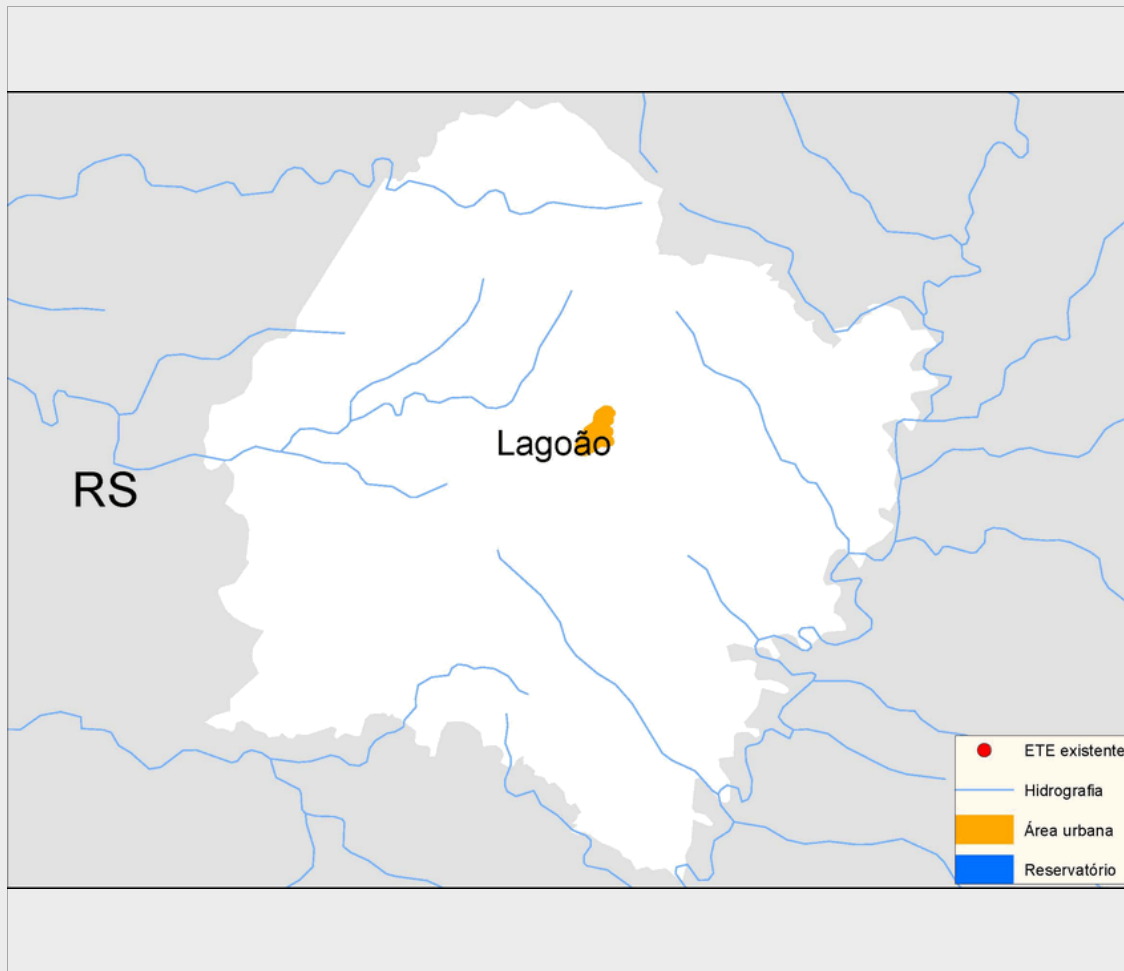 Lagoão
RS
ETE existente
Hidrografia
Área urbana
Reservatório